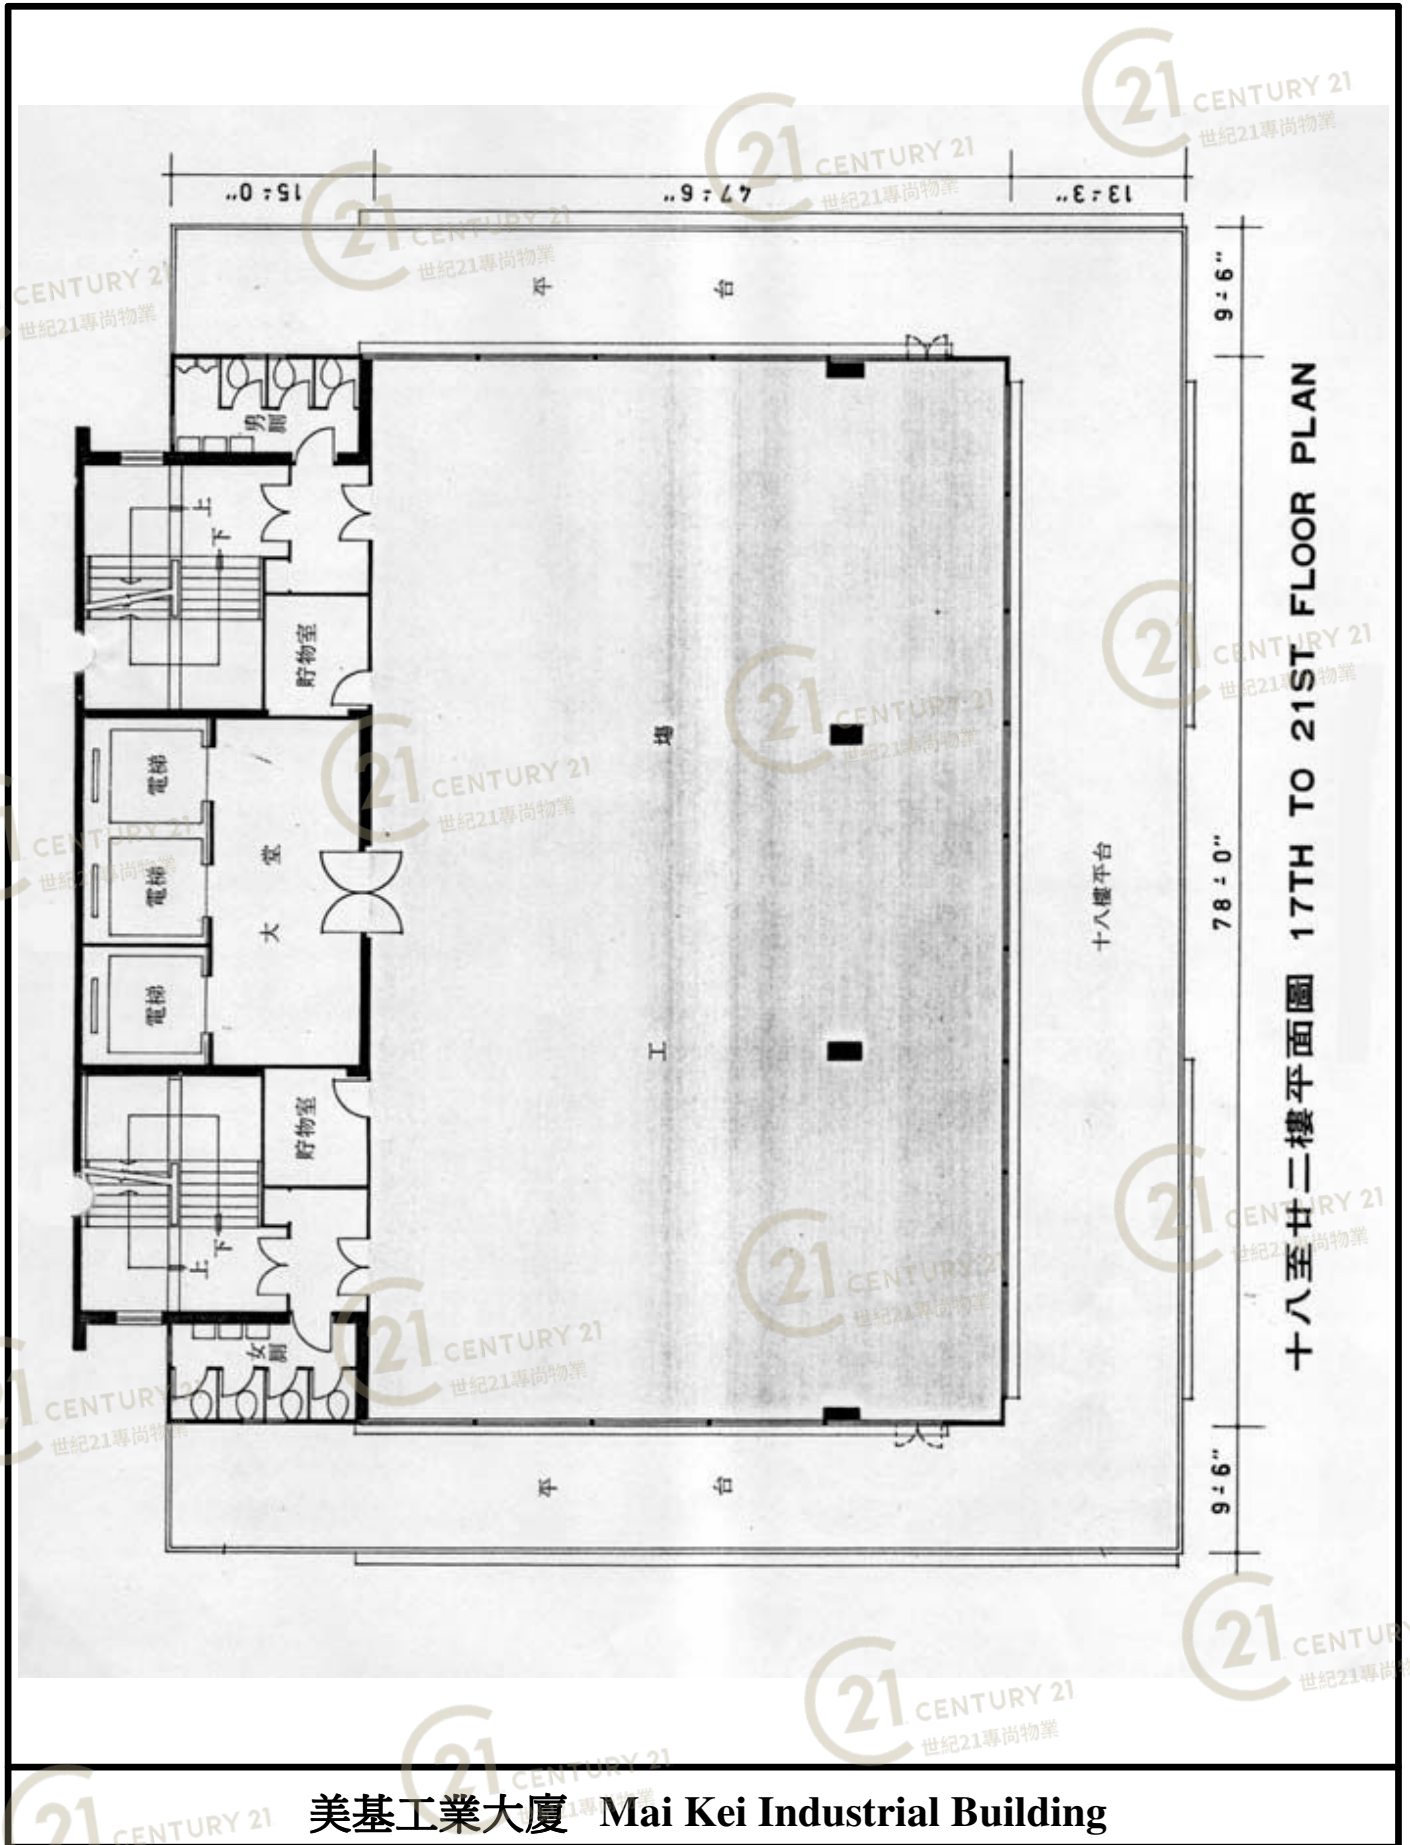 15'-0"
47'-6"
13'-3"
9'-6"
78'-0"
9'-6"
平 台
男廁
上
下
貯物室
電梯
電梯
電梯
大堂
工場
十八樓平台
貯物室
上
下
女廁
平 台
十八至廿二樓平面圖 17TH TO 21ST FLOOR PLAN
美基工業大廈 Mai Kei Industrial Building
21 CENTURY 21
世紀21專尚物業